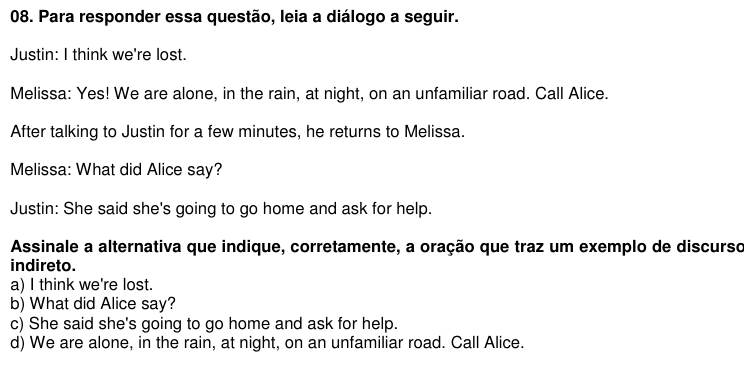 08. Para responder essa questão, leia a diálogo a seguir.
Justin: I think we're lost.
Melissa: Yes! We are alone, in the rain, at night, on an unfamiliar road. Call Alice.
After talking to Justin for a few minutes, he returns to Melissa.
Melissa: What did Alice say?
Justin: She said she's going to go home and ask for help.
Assinale a alternativa que indique, corretamente, a oração que traz um exemplo de discurso
indireto.
a) I think we're lost.
b) What did Alice say?
c) She said she's going to go home and ask for help.
d) We are alone, in the rain, at night, on an unfamiliar road. Call Alice.